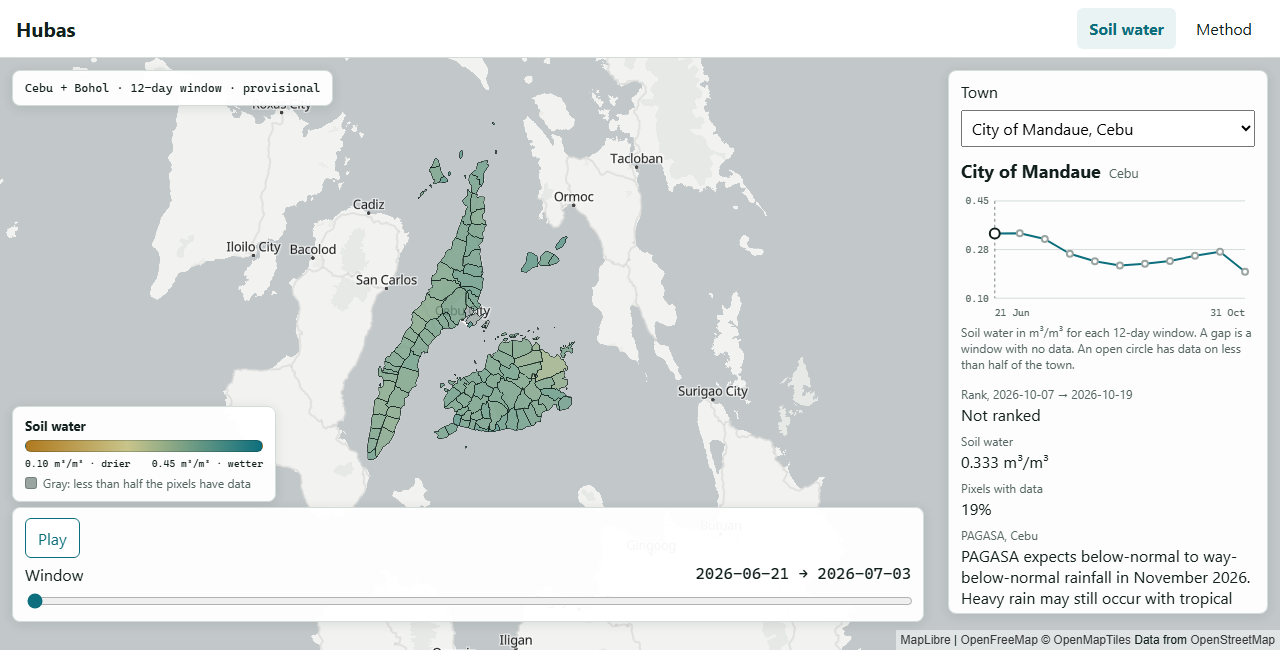 Hubas
Soil water
Method
Cebu + Bohol · 12-day window · provisional
Roxas City
Tacloban
Ormoc
Cadiz
Iloilo City
Bacolod
San Carlos
Cebu City
Surigao City
Butuan
Gingoog
Iligan
Soil water
0.10 m³/m³ · drier
0.45 m³/m³ · wetter
Gray: less than half the pixels have data
Play
Window
2026-06-21 → 2026-07-03
Town
City of Mandaue, Cebu
City of Mandaue Cebu
0.45
0.28
0.10
21 Jun
31 Oct
Soil water in m³/m³ for each 12-day window. A gap is a
window with no data. An open circle has data on less
than half of the town.
Rank, 2026-10-07 → 2026-10-19
Not ranked
Soil water
0.333 m³/m³
Pixels with data
19%
PAGASA, Cebu
PAGASA expects below-normal to way-
below-normal rainfall in November 2026.
Heavy rain may still occur with tropical
MapLibre | OpenFreeMap © OpenMapTiles Data from OpenStreetMap